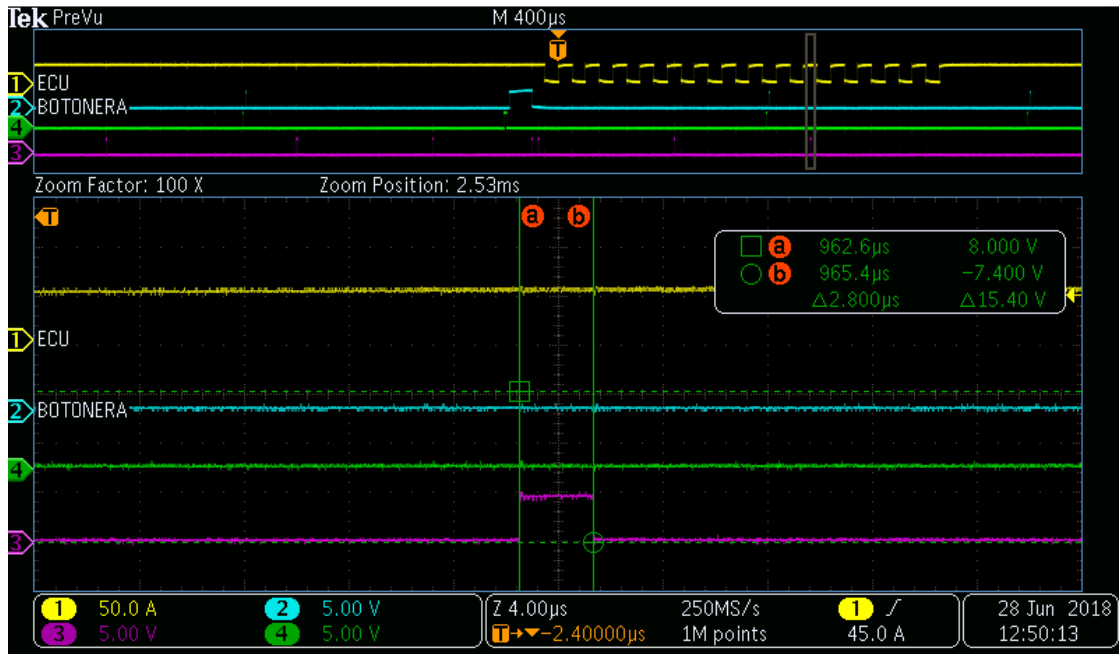 Tek PreVu M 400µs
T
1 ECU
2 BOTONERA
4
3
Zoom Factor: 100 X Zoom Position: 2.53ms
T a b
a 962.6µs 8.000 V
b 965.4µs −7.400 V
△2.800µs △15.40 V
1 ECU
2 BOTONERA
4
3
1 50.0 A 2 5.00 V Z 4.00µs 250MS/s 1 28 Jun 2018
3 5.00 V 4 5.00 V T→▼−2.40000µs 1M points 45.0 A 12:50:13